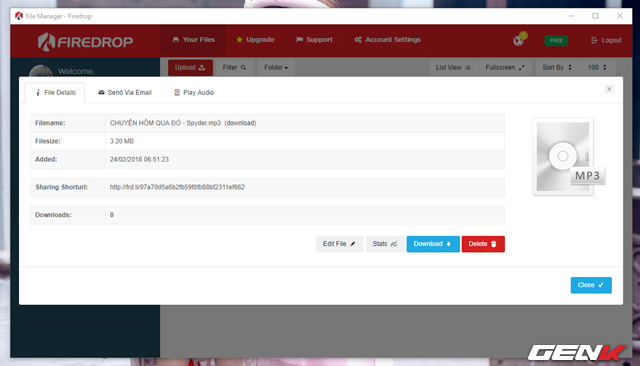 File Manager - Firedrop
FIREDROP
Your Files
Upgrade
Support
Account Settings
FREE
Logout
Welcome,
Upload
Filter
Folder
List View
Fullscreen
Sort By
100
File Details
Send Via Email
Play Audio
Filename: CHUYỆN HÔM QUA ĐÓ - Spyder.mp3 (download)
Filesize: 3.20 MB
Added: 24/02/2018 06:51:23
Sharing Shorturl: http://frd.li/97a70d5a6b2fb59f8fb88bf2311ef662
Downloads: 0
MP3
Edit File
Stats
Download
Delete
Close
GENK